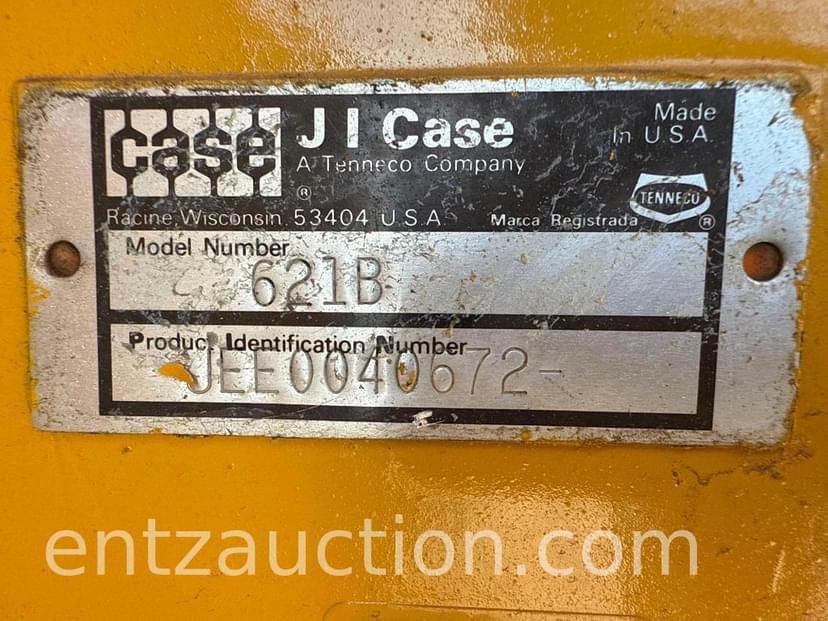 case
J I Case
Made
In U.S.A.
A Tenneco Company
®
TENNECO
Racine, Wisconsin 53404 U.S.A. Marca Registrada ®
Model Number
621B
Product Identification Number
JEE0040672-
entzauction.com